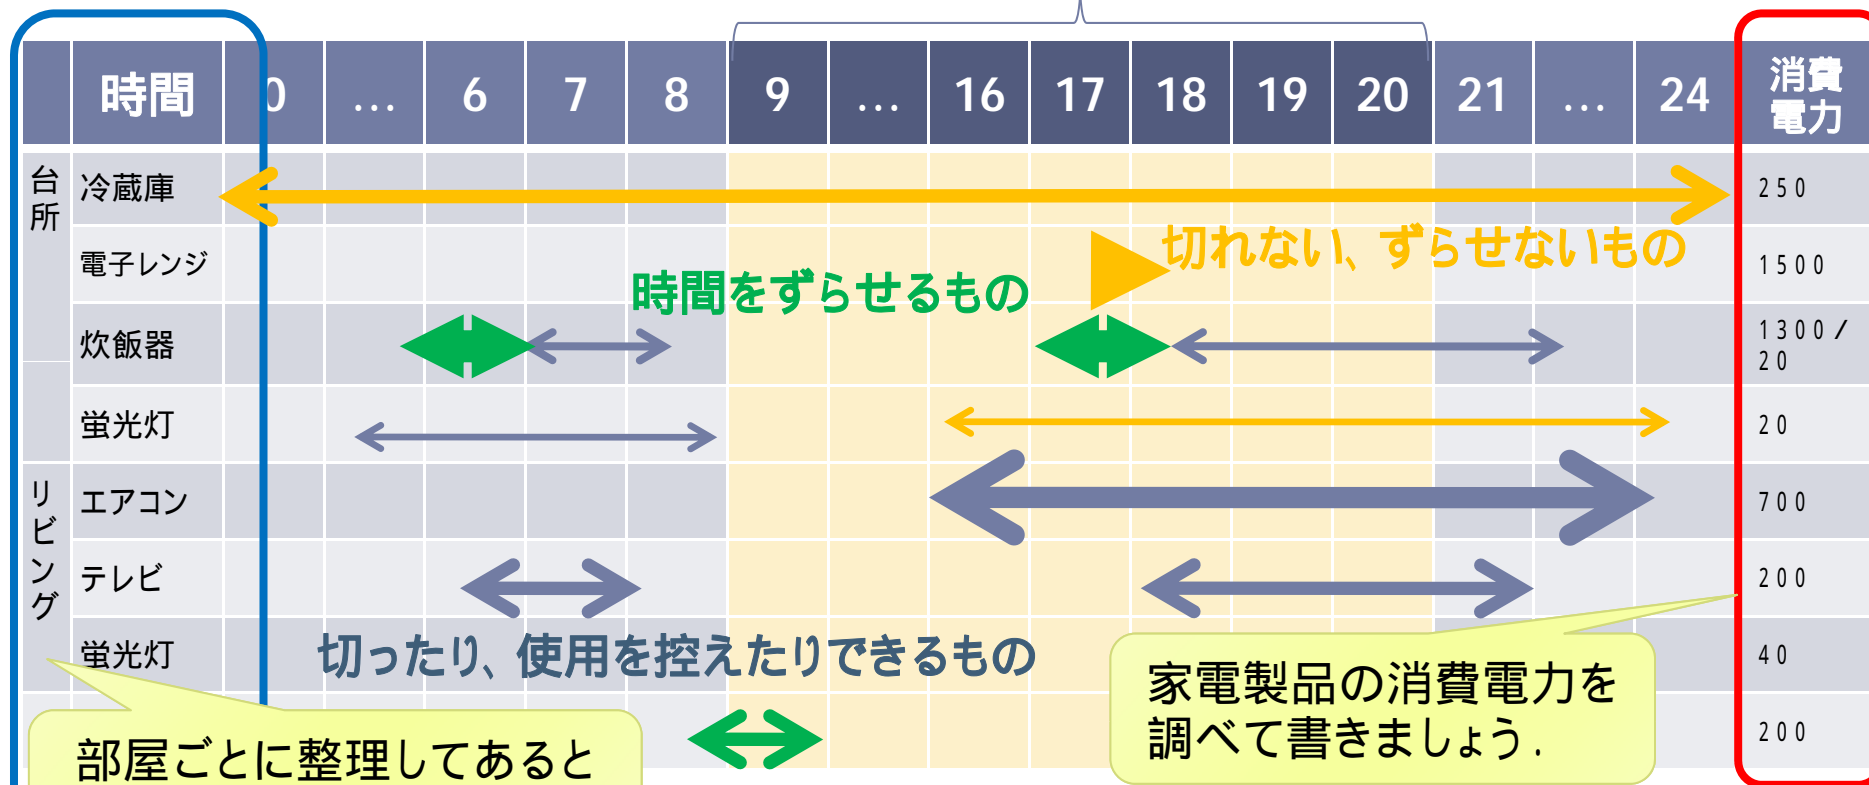 時間 0 … 6 7 8 9 … 16 17 18 19 20 21 … 24 消費
電力
台所
冷蔵庫 250
切れない、ずらせないもの
電子レンジ 1500
時間をずらせるもの
炊飯器 1300/
20
蛍光灯 20
リビング
エアコン 700
テレビ 200
蛍光灯 40
切ったり、使用を控えたりできるもの
家電製品の消費電力を
調べて書きましょう.
200
部屋ごとに整理してあると